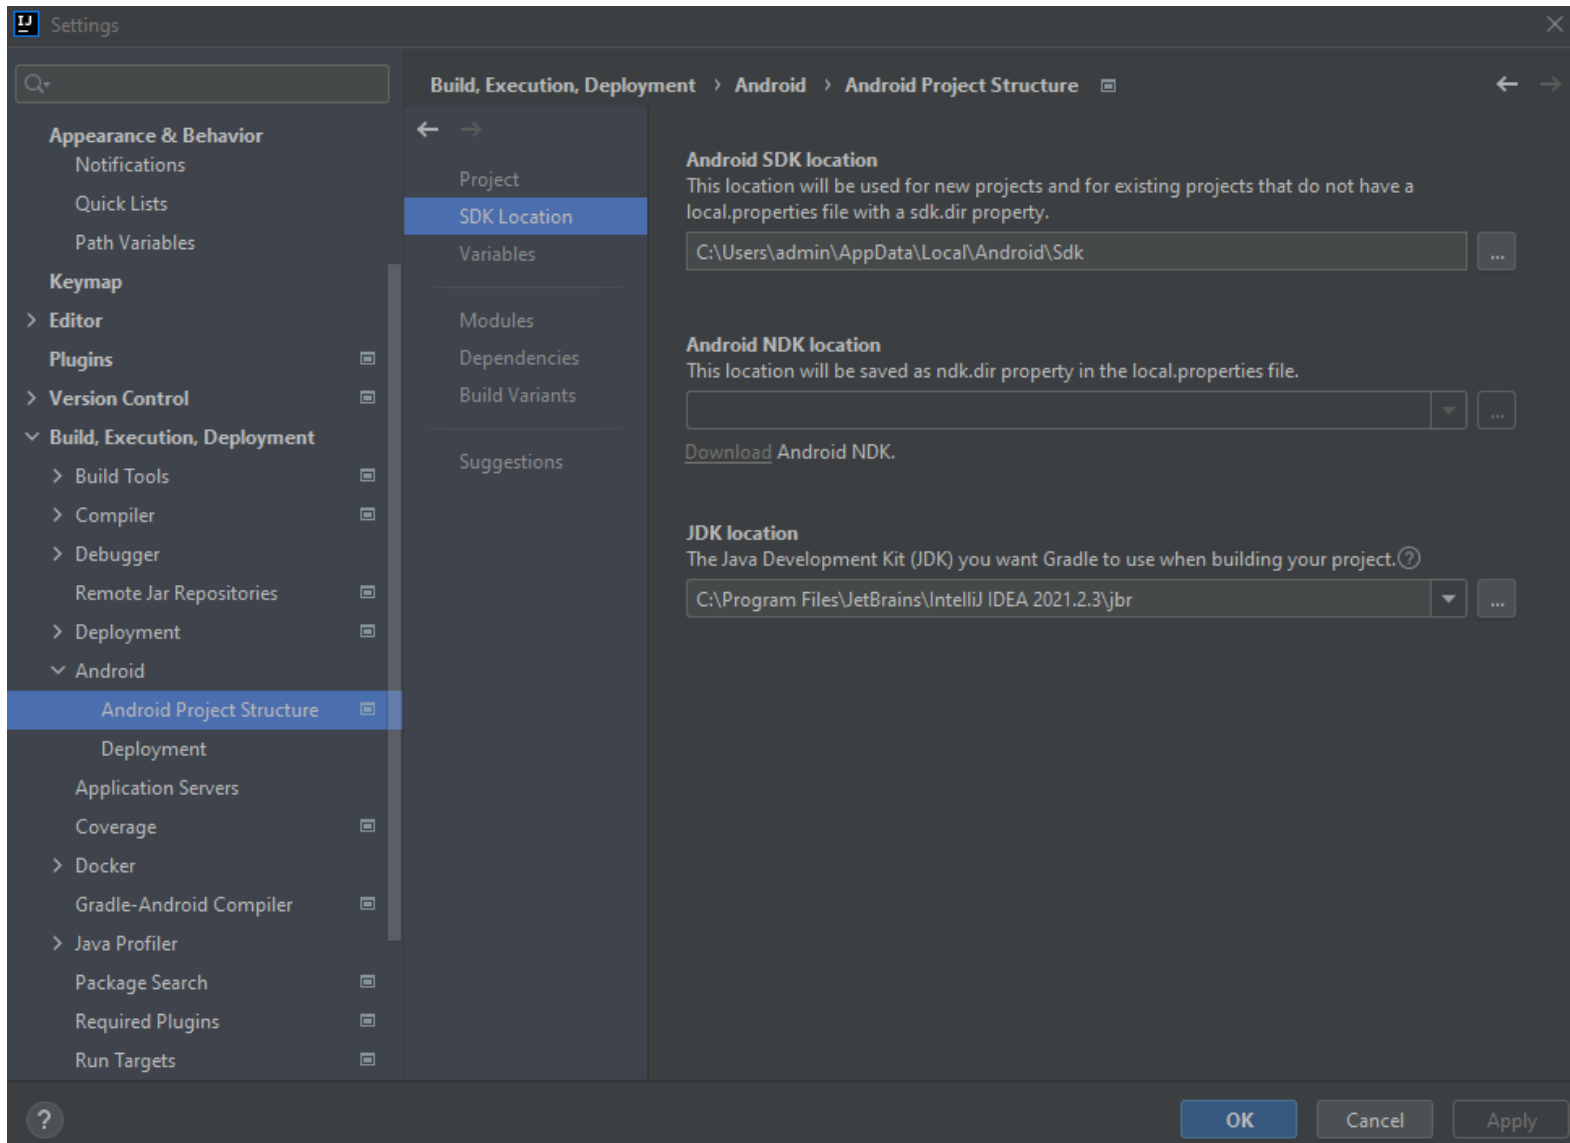 IJ Settings
Appearance & Behavior
Notifications
Quick Lists
Path Variables
Keymap
Editor
Plugins
Version Control
Build, Execution, Deployment
Build Tools
Compiler
Debugger
Remote Jar Repositories
Deployment
Android
Android Project Structure
Deployment
Application Servers
Coverage
Docker
Gradle-Android Compiler
Java Profiler
Package Search
Required Plugins
Run Targets
Build, Execution, Deployment › Android › Android Project Structure
Project
SDK Location
Variables
Modules
Dependencies
Build Variants
Suggestions
Android SDK location
This location will be used for new projects and for existing projects that do not have a
local.properties file with a sdk.dir property.
C:\Users\admin\AppData\Local\Android\Sdk
...
Android NDK location
This location will be saved as ndk.dir property in the local.properties file.
...
Download Android NDK.
JDK location
The Java Development Kit (JDK) you want Gradle to use when building your project. ?
C:\Program Files\JetBrains\IntelliJ IDEA 2021.2.3\jbr
...
?
OK
Cancel
Apply